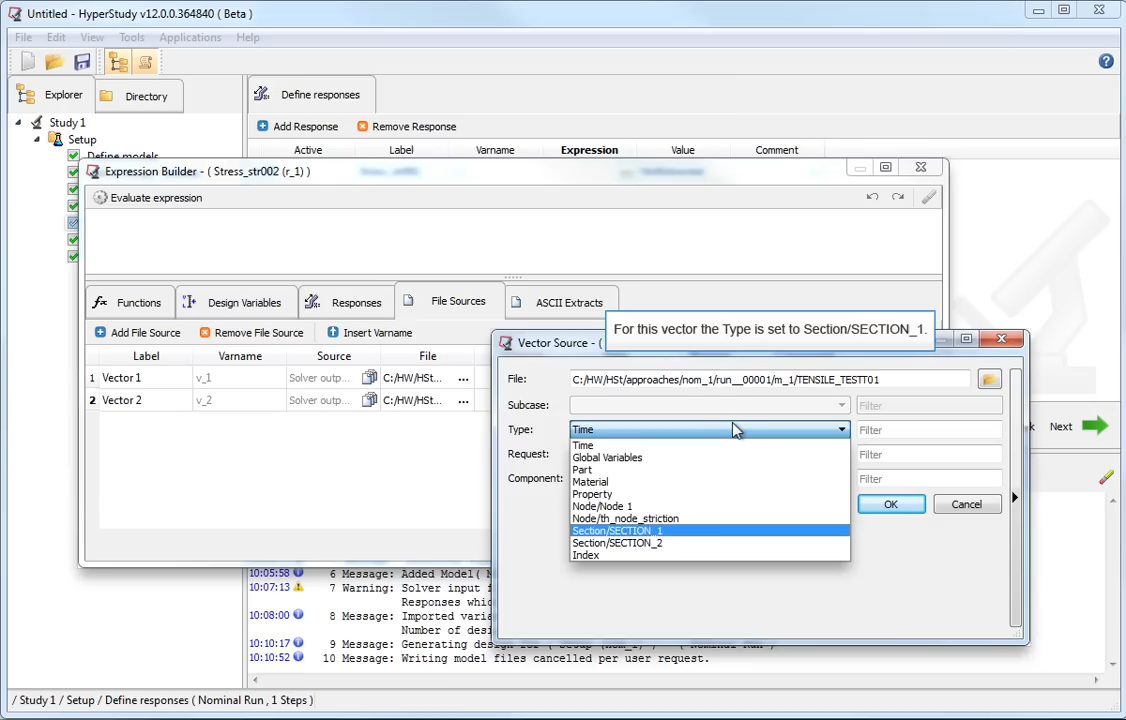 Untitled - HyperStudy v12.0.0.364840 ( Beta )
File Edit View Tools Applications Help
Explorer Directory Define responses
Study 1
Add Response Remove Response
Setup
Active Label Varname Expression Value Comment
Define models
Expression Builder - ( Stress_str002 (r_1) )
Evaluate expression
Functions Design Variables Responses File Sources ASCII Extracts
For this vector the Type is set to Section/SECTION_1.
Add File Source Remove File Source Insert Varname
Vector Source - (
Label Varname Source File
1 Vector 1 v_1 Solver outp... C:/HW/HSt... ...
2 Vector 2 v_2 Solver outp... C:/HW/HSt... ...
File: C:/HW/HSt/approaches/nom_1/run__00001/m_1/TENSILE_TESTT01
Subcase: Filter
Type: Time Filter
Request: Filter
Component: Filter
Time
Global Variables
Part
Material
Property
Node/Node 1
Node/th_node_striction
Section/SECTION_1
Section/SECTION_2
Index
OK Cancel
Next
10:05:58 6 Message: Added Model(
10:07:13 7 Warning: Solver input f
Responses whic
10:08:00 8 Message: Imported varia
Number of desi
10:10:17 9 Message: Generating design for
10:10:52 10 Message: Writing model files cancelled per user request.
/ Study 1 / Setup / Define responses ( Nominal Run , 1 Steps )